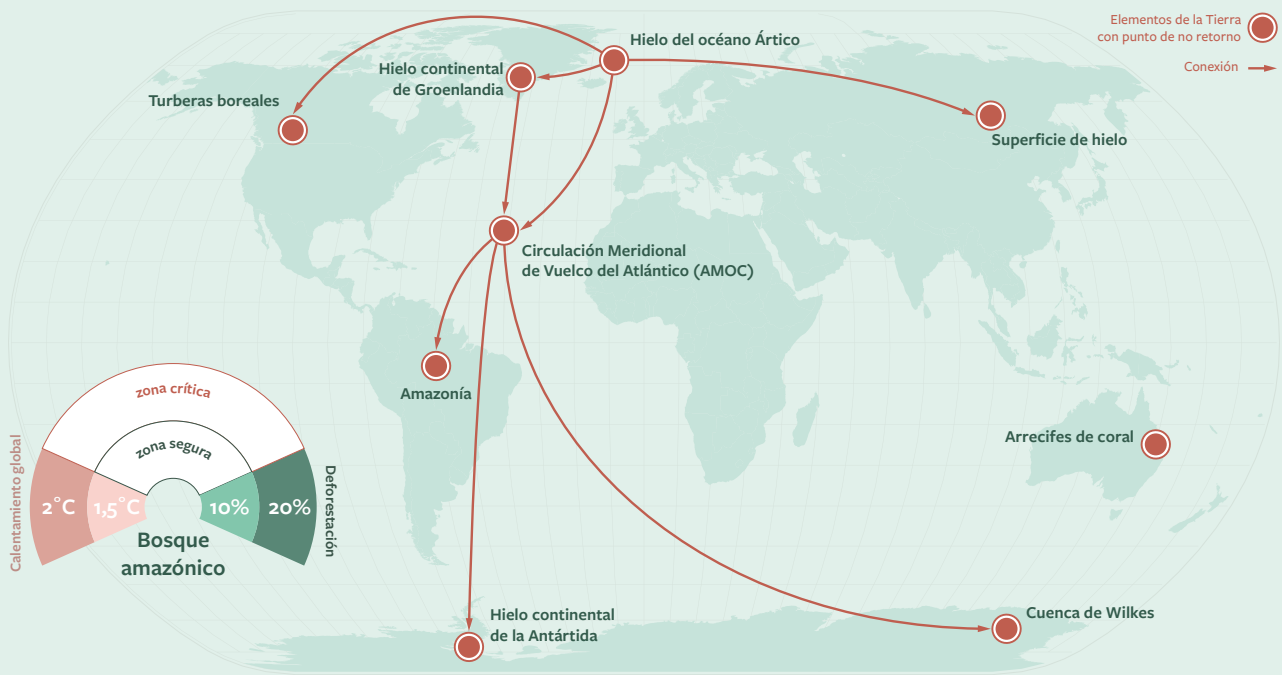 Elementos de la Tierra
con punto de no retorno
Conexión
Hielo del océano Ártico
Hielo continental
de Groenlandia
Turberas boreales
Superficie de hielo
Circulación Meridional
de Vuelco del Atlántico (AMOC)
Amazonía
Arrecifes de coral
zona crítica
zona segura
Calentamiento global
2°C
1,5°C
10%
20%
Deforestación
Bosque
amazónico
Hielo continental
de la Antártida
Cuenca de Wilkes